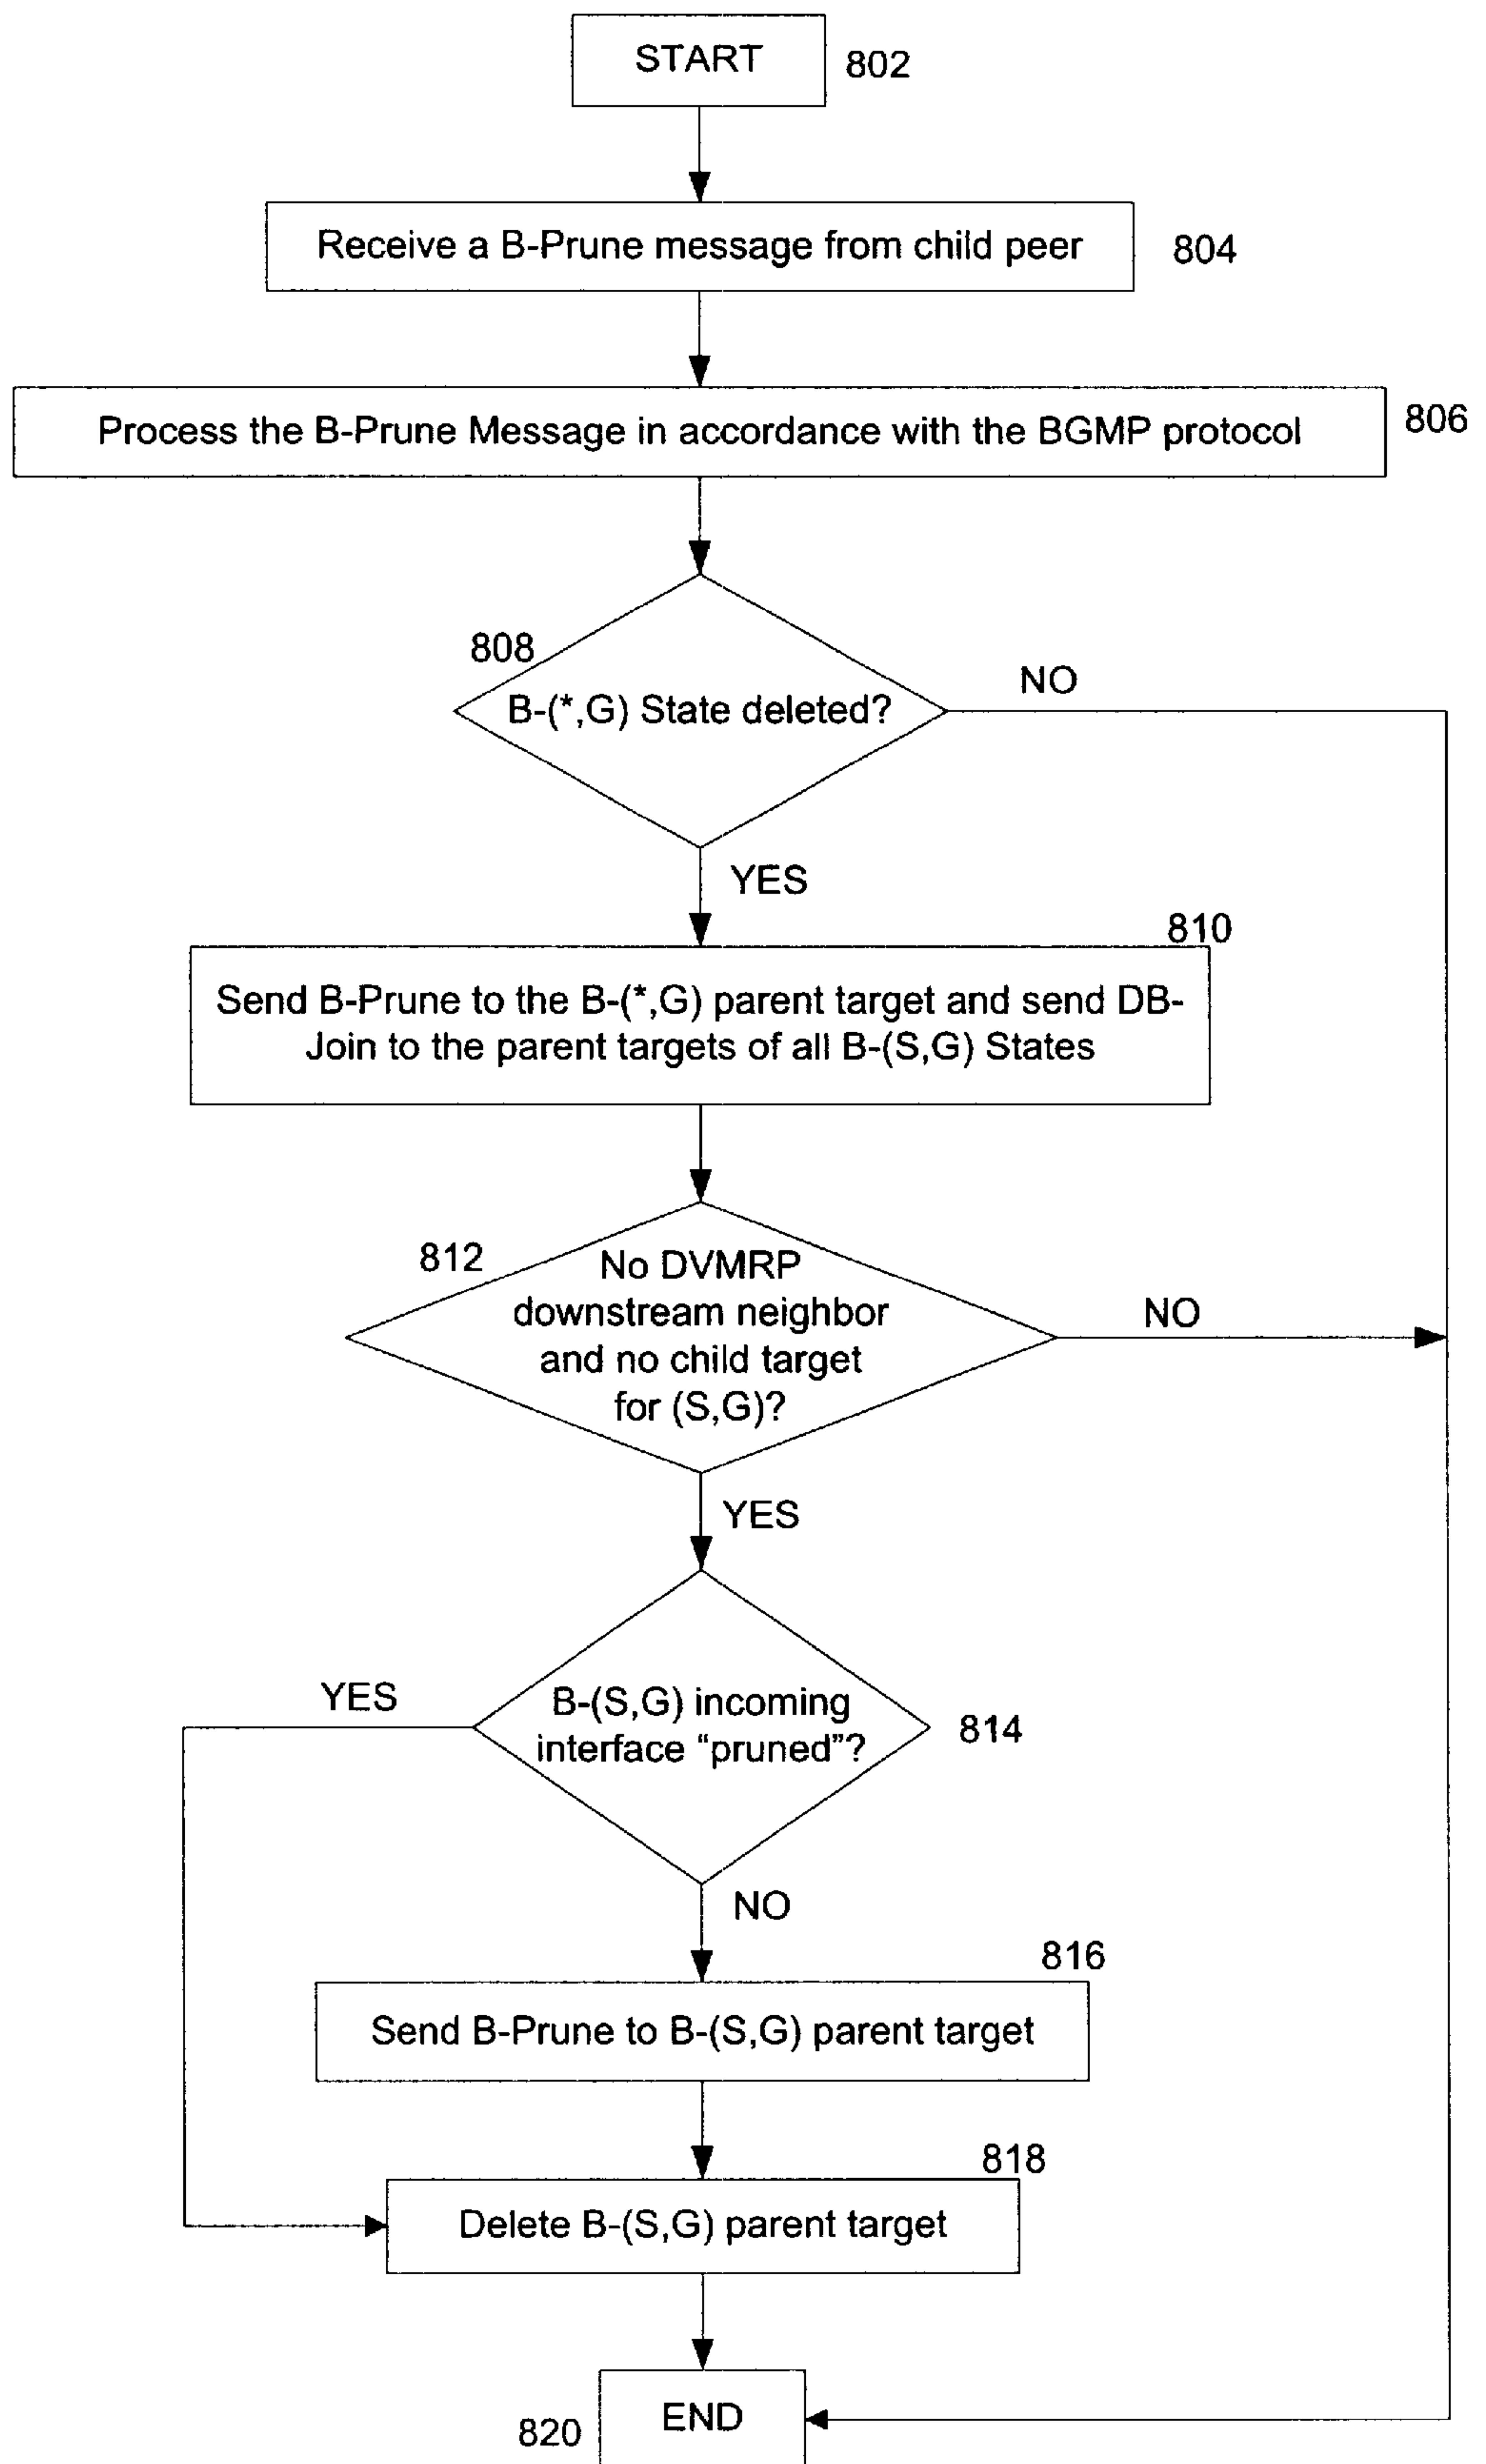 START
802
Receive a B-Prune message from child peer
804
Process the B-Prune Message in accordance with the BGMP protocol
806
808
B-(*,G) State deleted?
NO
YES
810
Send B-Prune to the B-(*,G) parent target and send DB-
Join to the parent targets of all B-(S,G) States
812
No DVMRP
downstream neighbor
and no child target
for (S,G)?
NO
YES
YES
B-(S,G) incoming
interface “pruned”?
814
NO
816
Send B-Prune to B-(S,G) parent target
818
Delete B-(S,G) parent target
END
820